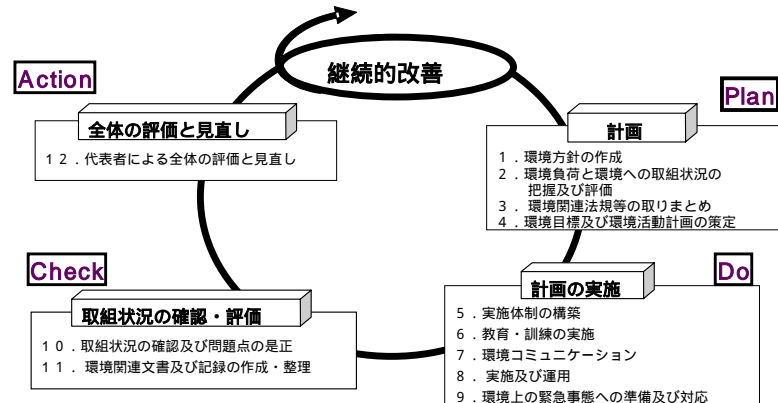 継続的改善
Action
全体の評価と見直し
12．代表者による全体の評価と見直し
Plan
計画
1．環境方針の作成
2．環境負荷と環境への取組状況の
把握及び評価
3．環境関連法規等の取りまとめ
4．環境目標及び環境活動計画の策定
Do
計画の実施
5．実施体制の構築
6．教育・訓練の実施
7．環境コミュニケーション
8．実施及び運用
9．環境上の緊急事態への準備及び対応
Check
取組状況の確認・評価
10．取組状況の確認及び問題点の是正
11．環境関連文書及び記録の作成・整理